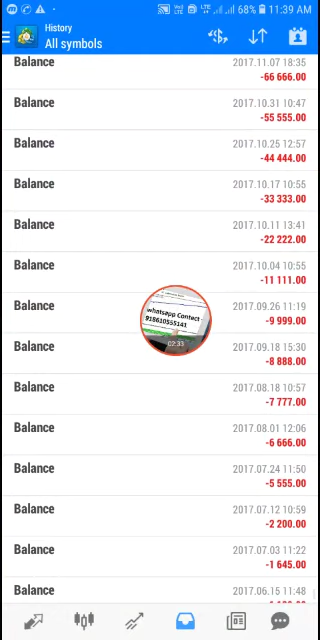 68% 11:39 AM
History
All symbols
Balance 2017.11.07 18:35
-66 666.00
Balance 2017.10.31 10:47
-55 555.00
Balance 2017.10.25 12:57
-44 444.00
Balance 2017.10.17 10:55
-33 333.00
Balance 2017.10.11 13:41
-22 222.00
Balance 2017.10.04 10:55
-11 111.00
Balance 2017.09.26 11:19
-9 999.00
whatsapp Contect -
918610555141
02:33
Balance 2017.09.18 15:30
-8 888.00
Balance 2017.08.18 10:57
-7 777.00
Balance 2017.08.01 12:06
-6 666.00
Balance 2017.07.24 11:50
-5 555.00
Balance 2017.07.12 10:59
-2 200.00
Balance 2017.07.03 11:22
-1 645.00
Balance 2017.06.15 11:48